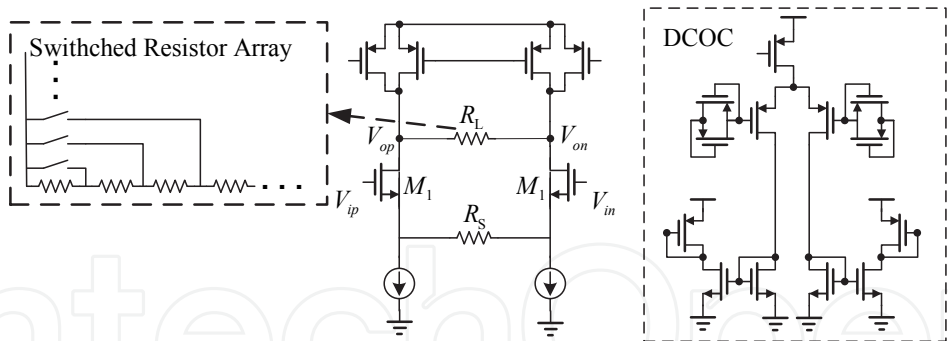 Swithched Resistor Array
R_L
V_op
V_on
M_1
M_1
V_ip
V_in
R_S
DCOC